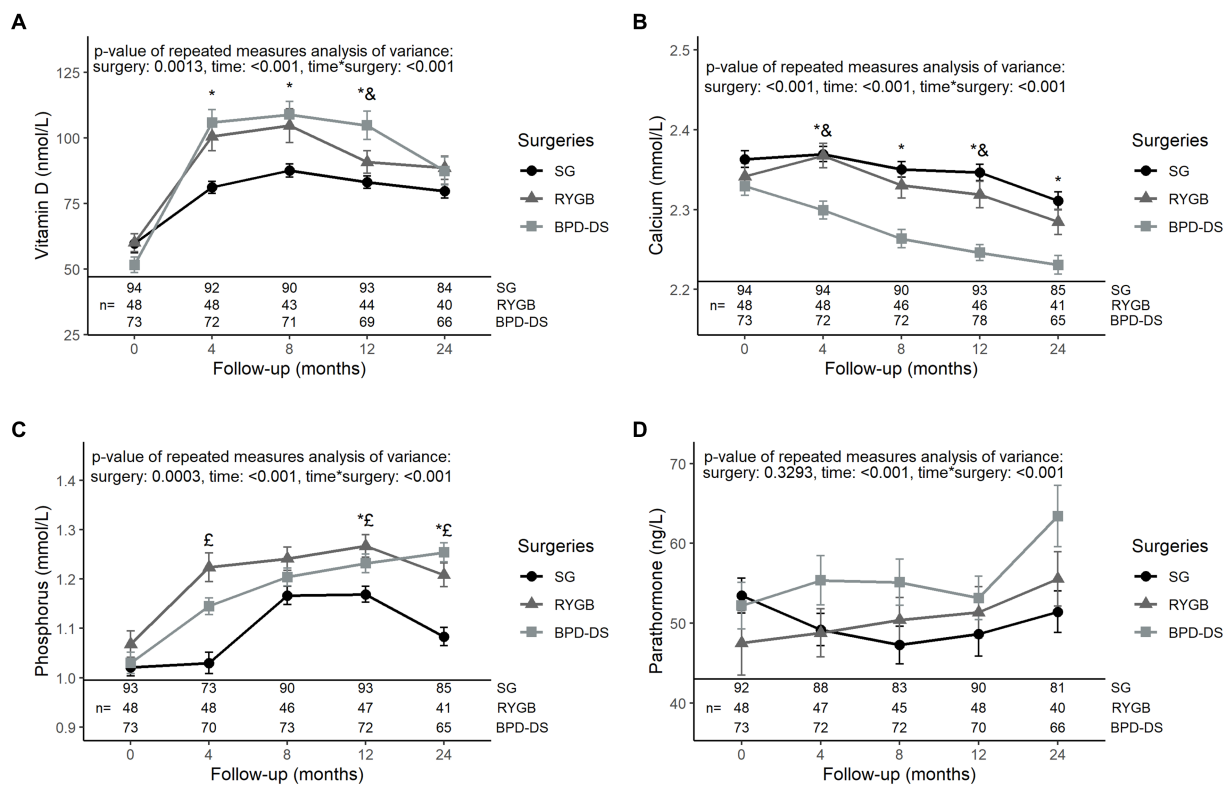 A
p-value of repeated measures analysis of variance:
surgery: 0.0013, time: <0.001, time*surgery: <0.001
Vitamin D (nmol/L)
125
100
75
50
25
* * *&
Surgeries
SG
RYGB
BPD-DS
94 92 90 93 84 SG
n= 48 48 43 44 40 RYGB
73 72 71 69 66 BPD-DS
0 4 8 12 24
Follow-up (months)
B
p-value of repeated measures analysis of variance:
surgery: <0.001, time: <0.001, time*surgery: <0.001
Calcium (mmol/L)
2.5
2.4
2.3
2.2
*& * *& *
Surgeries
SG
RYGB
BPD-DS
94 94 90 93 85 SG
n= 48 48 46 46 41 RYGB
73 72 72 78 65 BPD-DS
0 4 8 12 24
Follow-up (months)
C
p-value of repeated measures analysis of variance:
surgery: 0.0003, time: <0.001, time*surgery: <0.001
Phosphorus (mmol/L)
1.4
1.3
1.2
1.1
1.0
0.9
£ *£ *£
Surgeries
SG
RYGB
BPD-DS
93 73 90 93 85 SG
n= 48 48 46 47 41 RYGB
73 70 73 72 65 BPD-DS
0 4 8 12 24
Follow-up (months)
D
p-value of repeated measures analysis of variance:
surgery: 0.3293, time: <0.001, time*surgery: <0.001
Parathormone (ng/L)
70
60
50
40
Surgeries
SG
RYGB
BPD-DS
92 88 83 90 81 SG
n= 48 47 45 48 40 RYGB
73 72 72 70 66 BPD-DS
0 4 8 12 24
Follow-up (months)